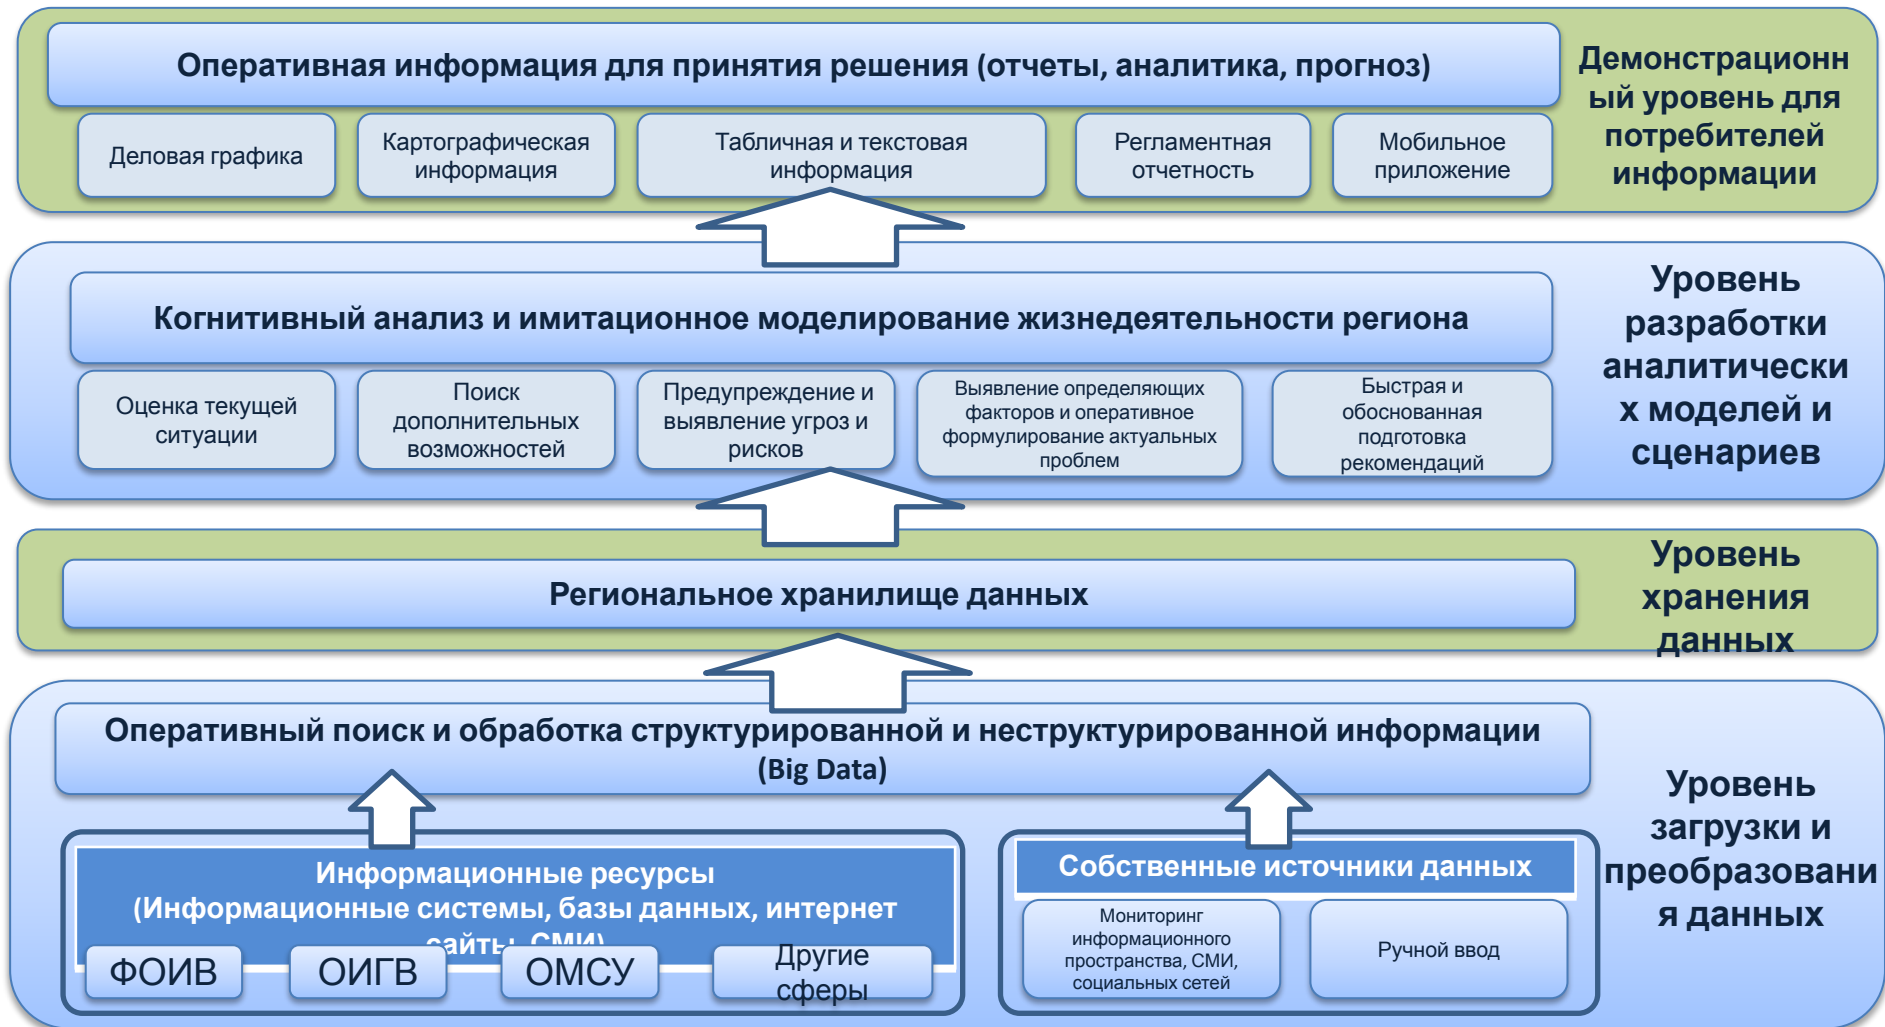 Оперативная информация для принятия решения (отчеты, аналитика, прогноз)
Демонстрационн
ый уровень для
потребителей
информации
Деловая графика
Картографическая
информация
Табличная и текстовая
информация
Регламентная
отчетность
Мобильное
приложение
Когнитивный анализ и имитационное моделирование жизнедеятельности региона
Уровень
разработки
аналитически
х моделей и
сценариев
Оценка текущей
ситуации
Поиск
дополнительных
возможностей
Предупреждение и
выявление угроз и
рисков
Выявление определяющих
факторов и оперативное
формулирование актуальных
проблем
Быстрая и
обоснованная
подготовка
рекомендаций
Региональное хранилище данных
Уровень
хранения
данных
Оперативный поиск и обработка структурированной и неструктурированной информации
(Big Data)
Уровень
загрузки и
преобразовани
я данных
Информационные ресурсы
(Информационные системы, базы данных, интернет
сайты, СМИ)
ФОИВ
ОИГВ
ОМСУ
Другие
сферы
Собственные источники данных
Мониторинг
информационного
пространства, СМИ,
социальных сетей
Ручной ввод